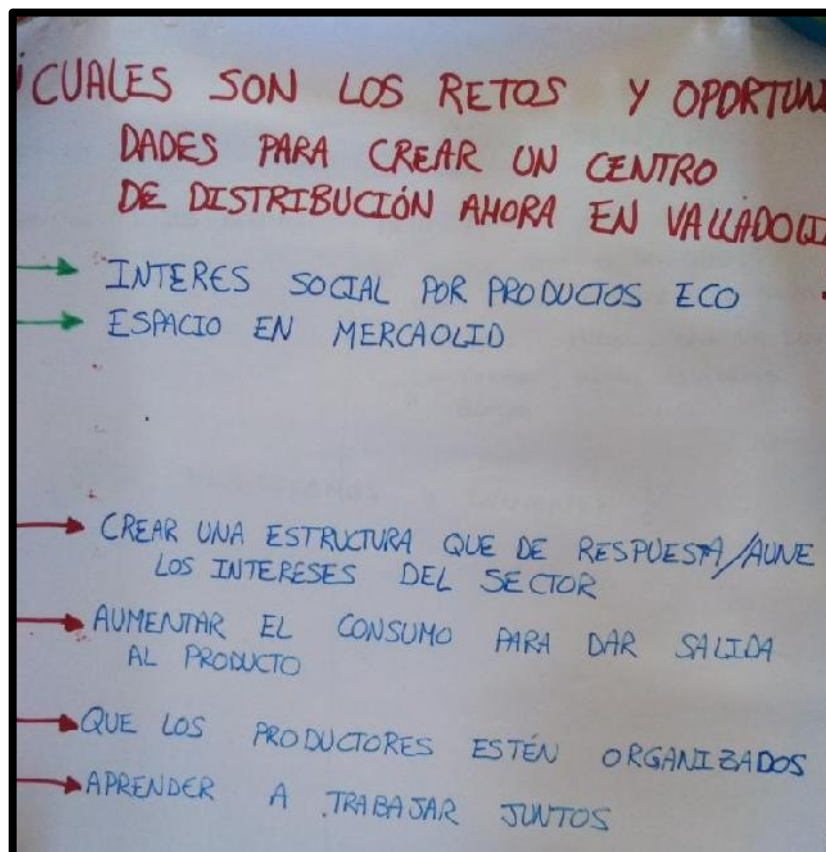 ¿CUALES SON LOS RETOS Y OPORTUNI
DADES PARA CREAR UN CENTRO
DE DISTRIBUCIÓN AHORA EN VALLADOLID
INTERES SOCIAL POR PRODUCTOS ECO
ESPACIO EN MERCAOLID
CREAR UNA ESTRUCTURA QUE DE RESPUESTA/AUNE
LOS INTERESES DEL SECTOR
AUMENTAR EL CONSUMO PARA DAR SALIDA
AL PRODUCTO
QUE LOS PRODUCTORES ESTÉN ORGANIZADOS
APRENDER A TRABAJAR JUNTOS